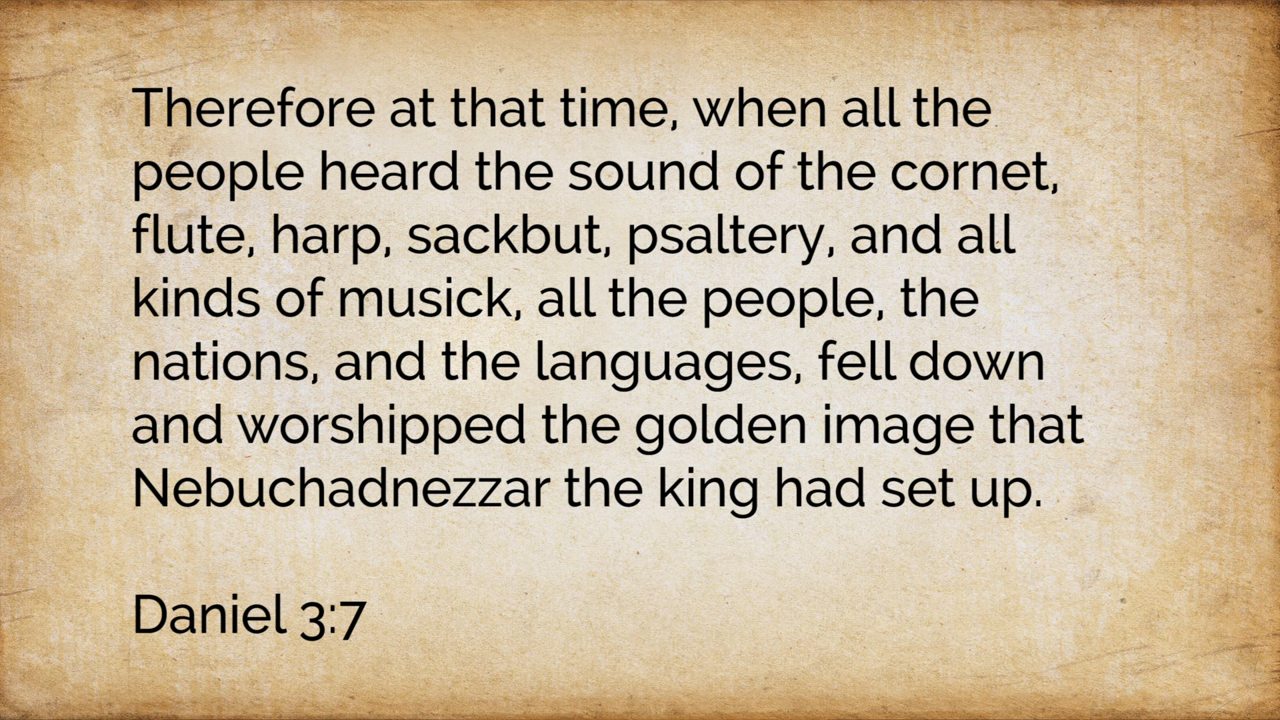 Therefore at that time, when all the
people heard the sound of the cornet,
flute, harp, sackbut, psaltery, and all
kinds of musick, all the people, the
nations, and the languages, fell down
and worshipped the golden image that
Nebuchadnezzar the king had set up.
Daniel 3:7